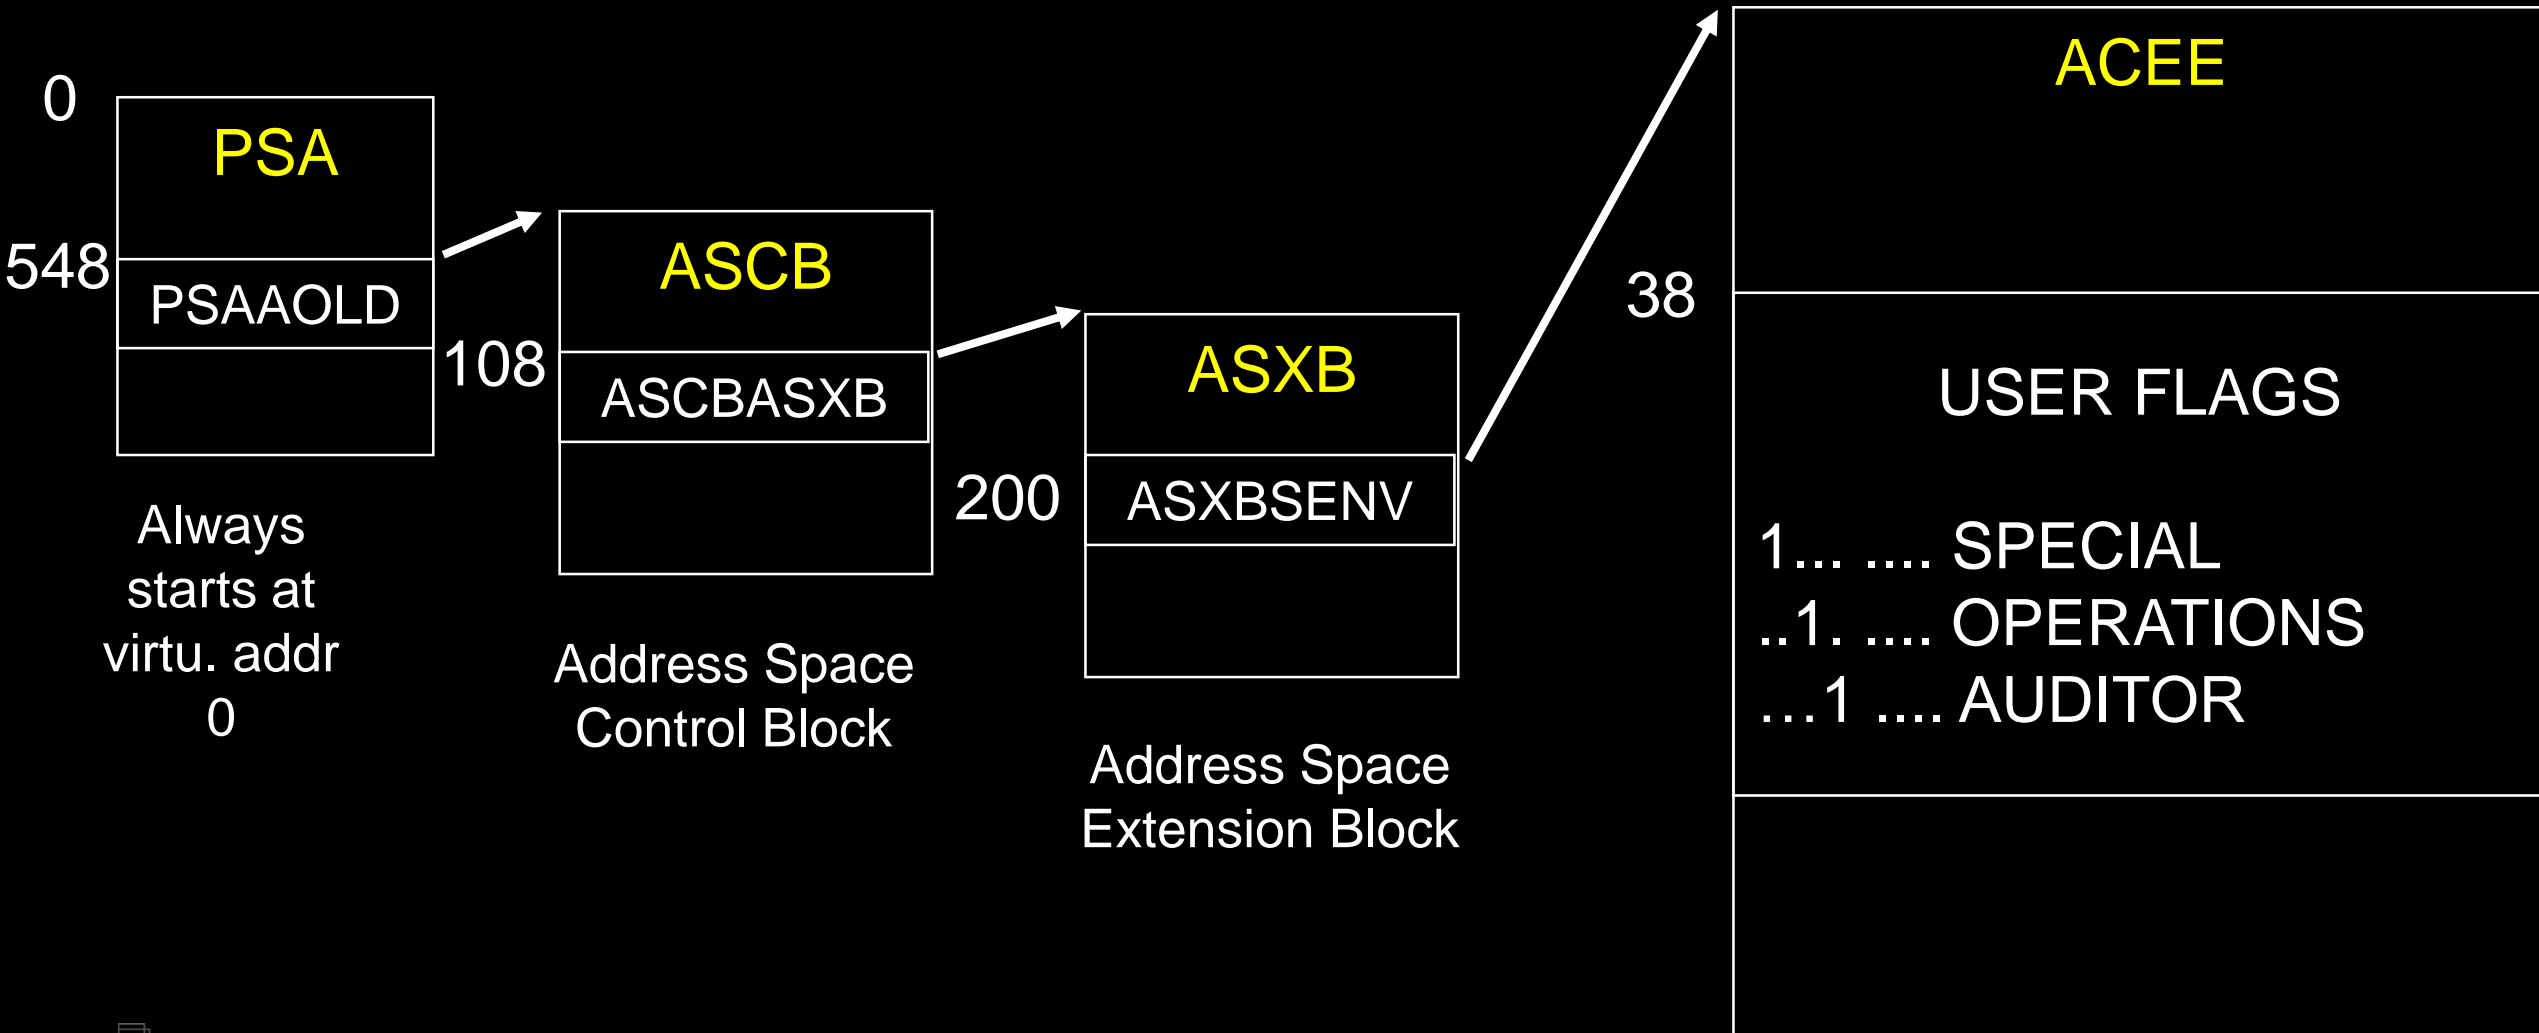 0
PSA
548
PSAAOLD
Always
starts at
virtu. addr
0
ASCB
108
ASCBASXB
Address Space
Control Block
ASXB
200
ASXBSENV
Address Space
Extension Block
ACEE
38
USER FLAGS
1... .... SPECIAL
..1. .... OPERATIONS
…1 .... AUDITOR